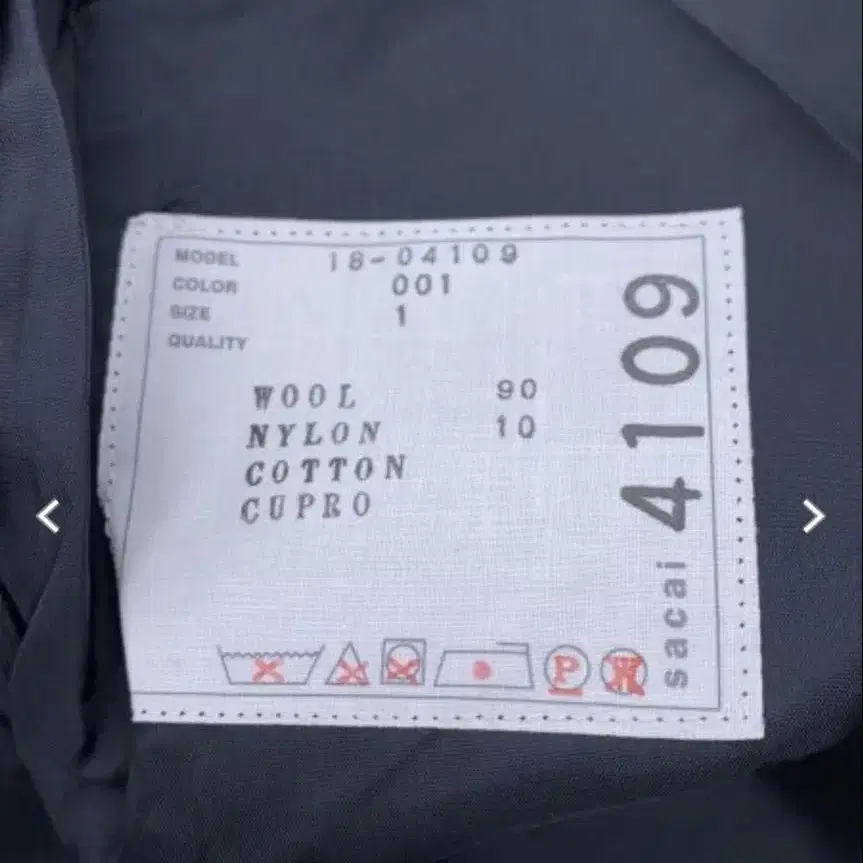 MODEL 18-04109
COLOR 001
SIZE 1
QUALITY
WOOL 90
NYLON 10
COTTON
CUPRO
P
W
sacai 4109